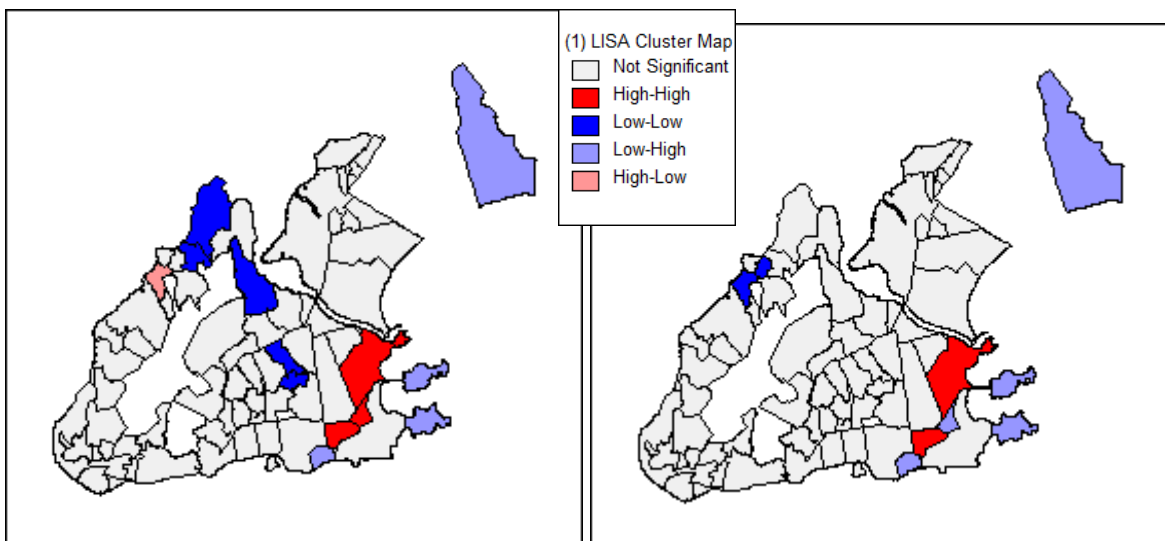 (1) LISA Cluster Map
Not Significant
High-High
Low-Low
Low-High
High-Low